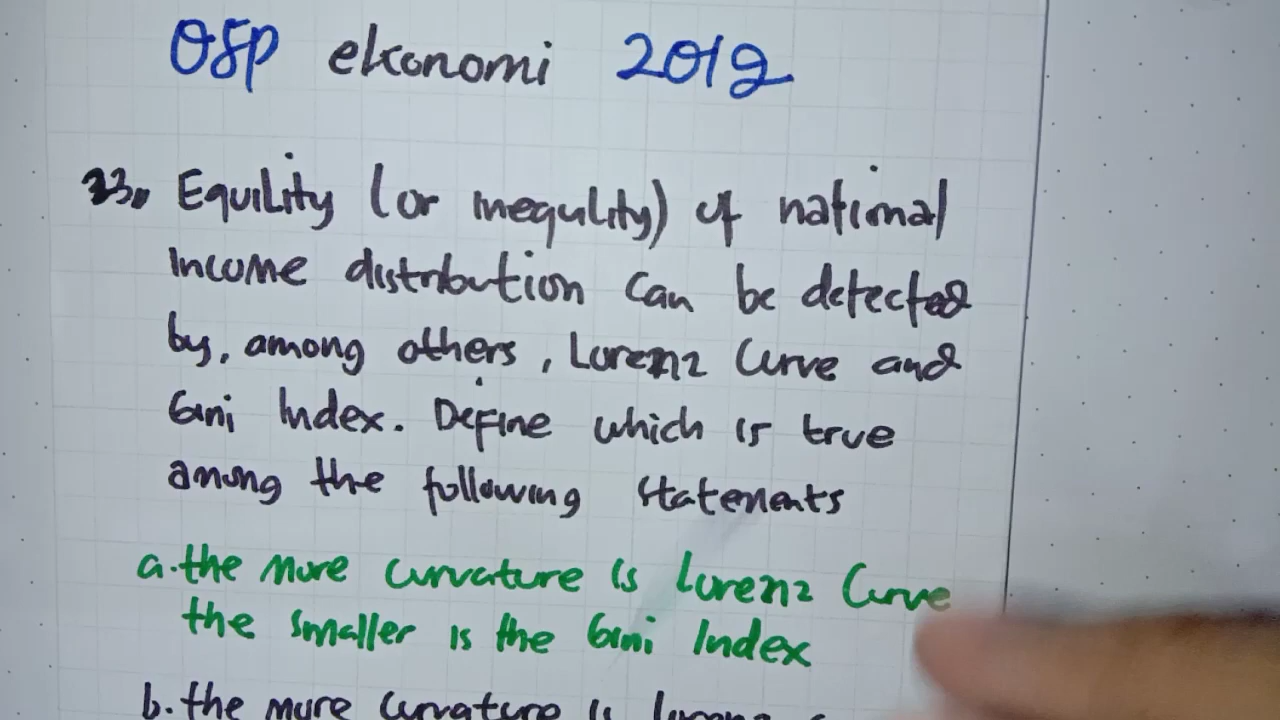 OSP ekonomi 2019
23. Equility (or inequlity) of national
income distribution can be detected
by, among others, Lorenz Curve and
Gini Index. Define which is true
among the following statements
a. the more curvature is Lorenz Curve
the smaller is the Gini Index
b. the more curvature is lorenz